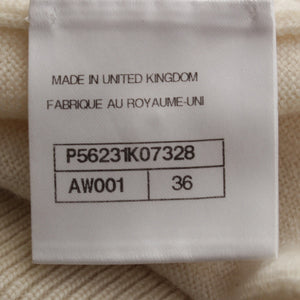 MADE IN UNITED KINGDOM
FABRIQUE AU ROYAUME-UNI
P56231K07328
AW001 36